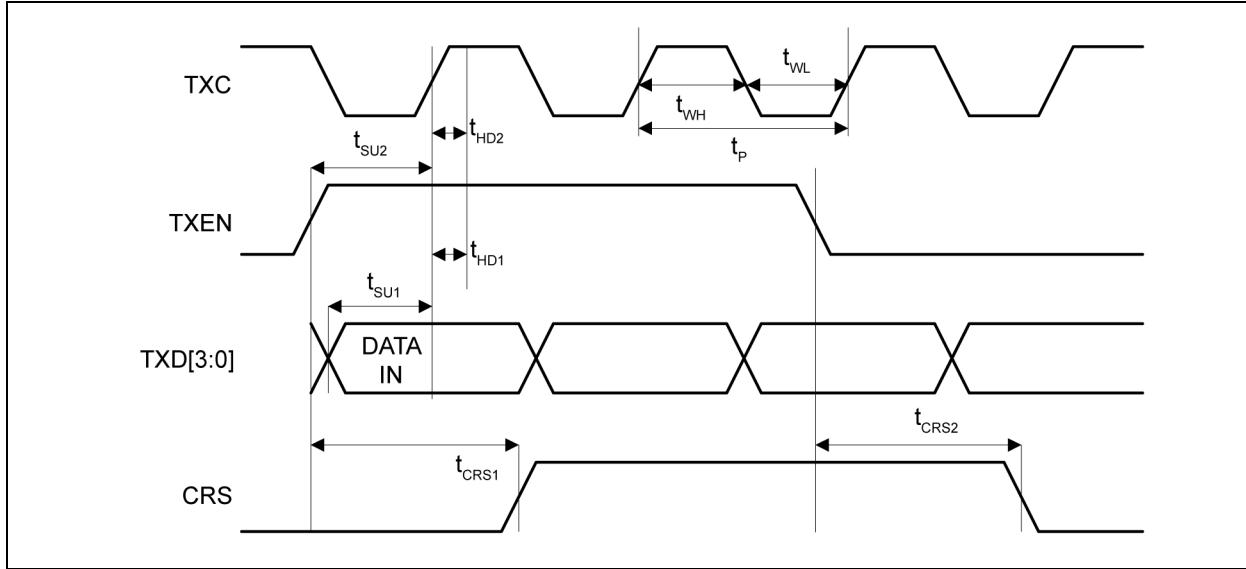 TXC
tWL
tWH
tP
tHD2
tSU2
TXEN
tHD1
tSU1
TXD[3:0]
DATA
IN
tCRS2
tCRS1
CRS